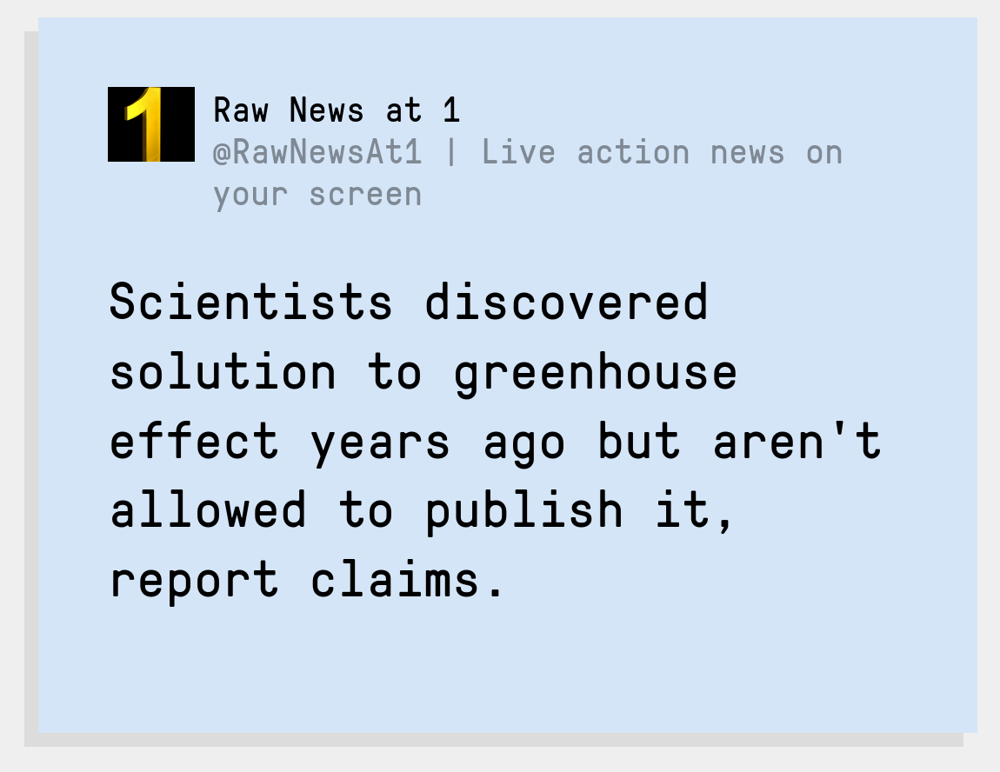 1
Raw News at 1
@RawNewsAt1 | Live action news on
your screen
Scientists discovered
solution to greenhouse
effect years ago but aren't
allowed to publish it,
report claims.